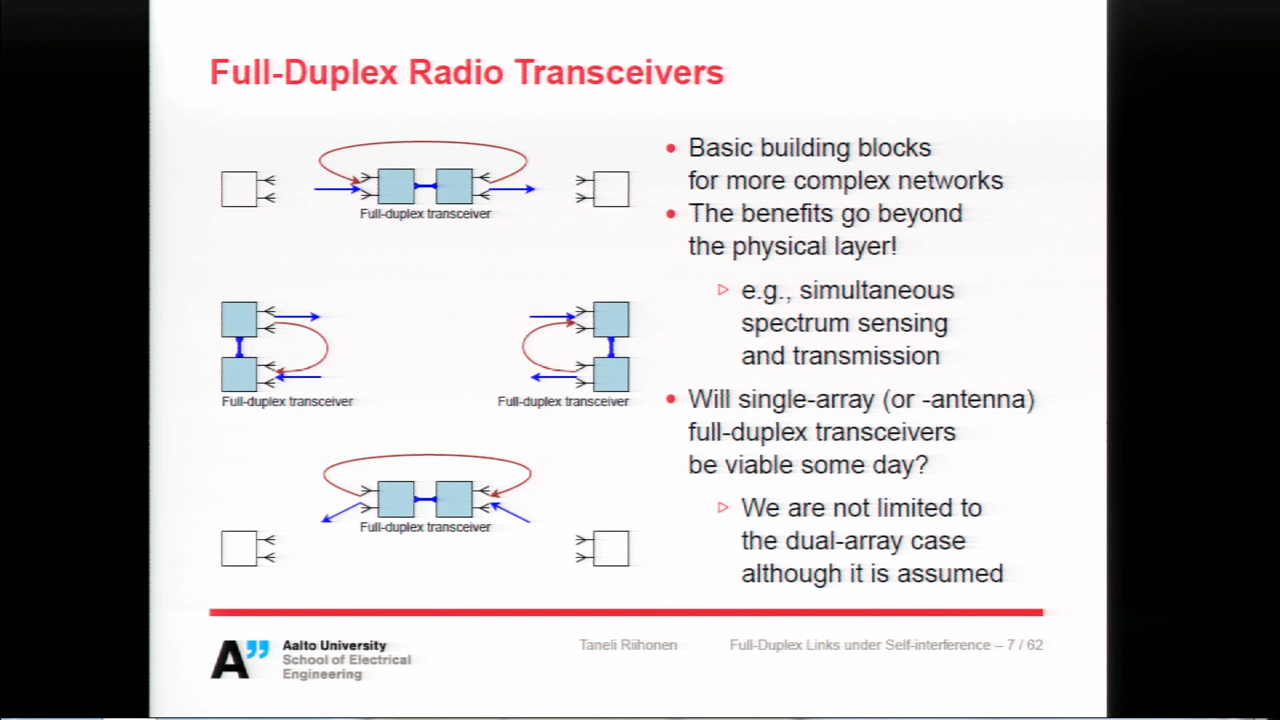 Full-Duplex Radio Transceivers
Full-duplex transceiver
Full-duplex transceiver
Full-duplex transceiver
Full-duplex transceiver
• Basic building blocks
for more complex networks
• The benefits go beyond
the physical layer!
▷ e.g., simultaneous
spectrum sensing
and transmission
• Will single-array (or -antenna)
full-duplex transceivers
be viable some day?
▷ We are not limited to
the dual-array case
although it is assumed
A”
Aalto University
School of Electrical
Engineering
Taneli Riihonen
Full-Duplex Links under Self-interference – 7 / 62